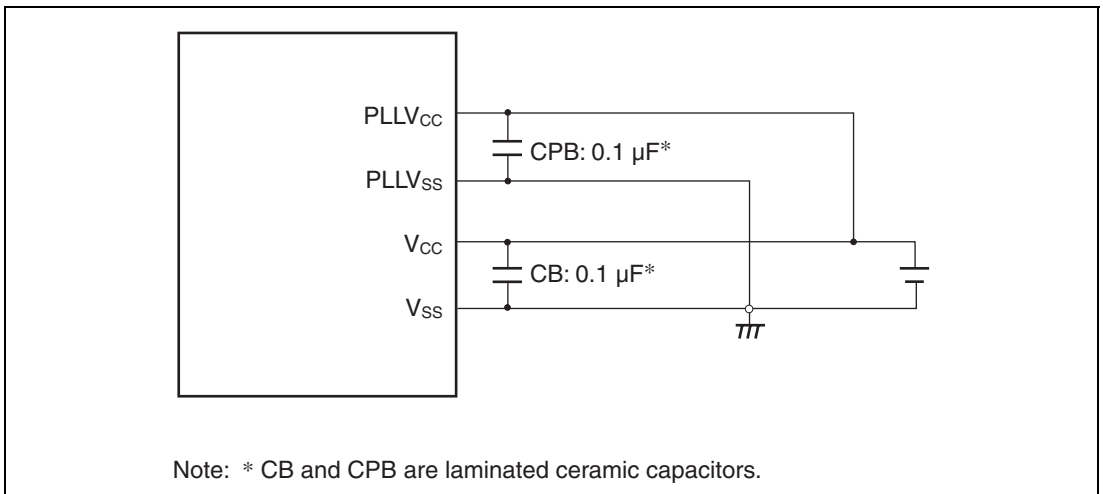 PLLVCC
CPB: 0.1 μF*
PLLVSS
VCC
CB: 0.1 μF*
VSS
Note: * CB and CPB are laminated ceramic capacitors.